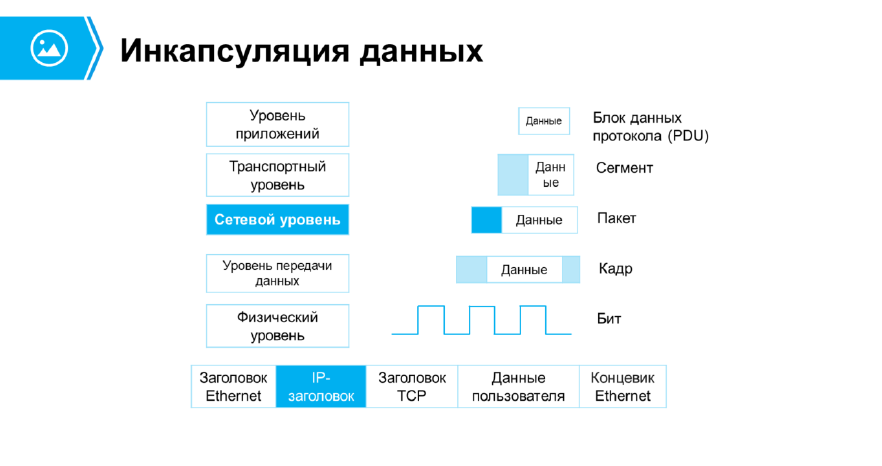 Инкапсуляция данных
Уровень
приложений
Данные
Блок данных
протокола (PDU)
Транспортный
уровень
Данн
ые
Сегмент
Сетевой уровень
Данные
Пакет
Уровень передачи
данных
Данные
Кадр
Физический
уровень
Бит
Заголовок
Ethernet
IP-
заголовок
Заголовок
TCP
Данные
пользователя
Концевик
Ethernet